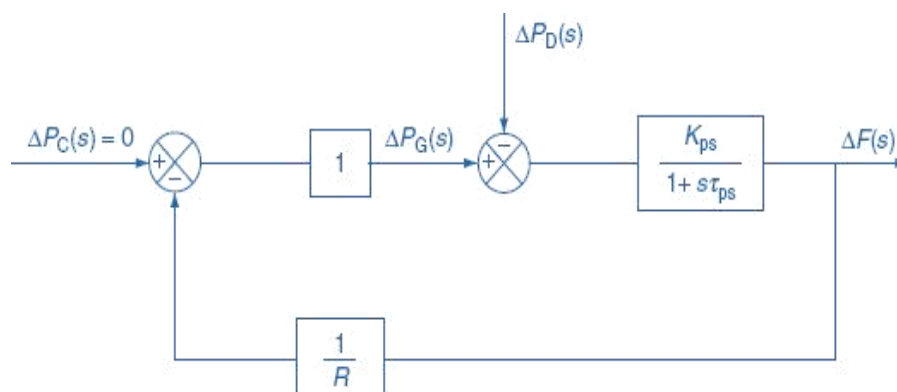 ΔP_D(s)
ΔP_C(s) = 0
+
−
1
ΔP_G(s)
−
+
K_ps
1 + sτ_ps
ΔF(s)
1
R